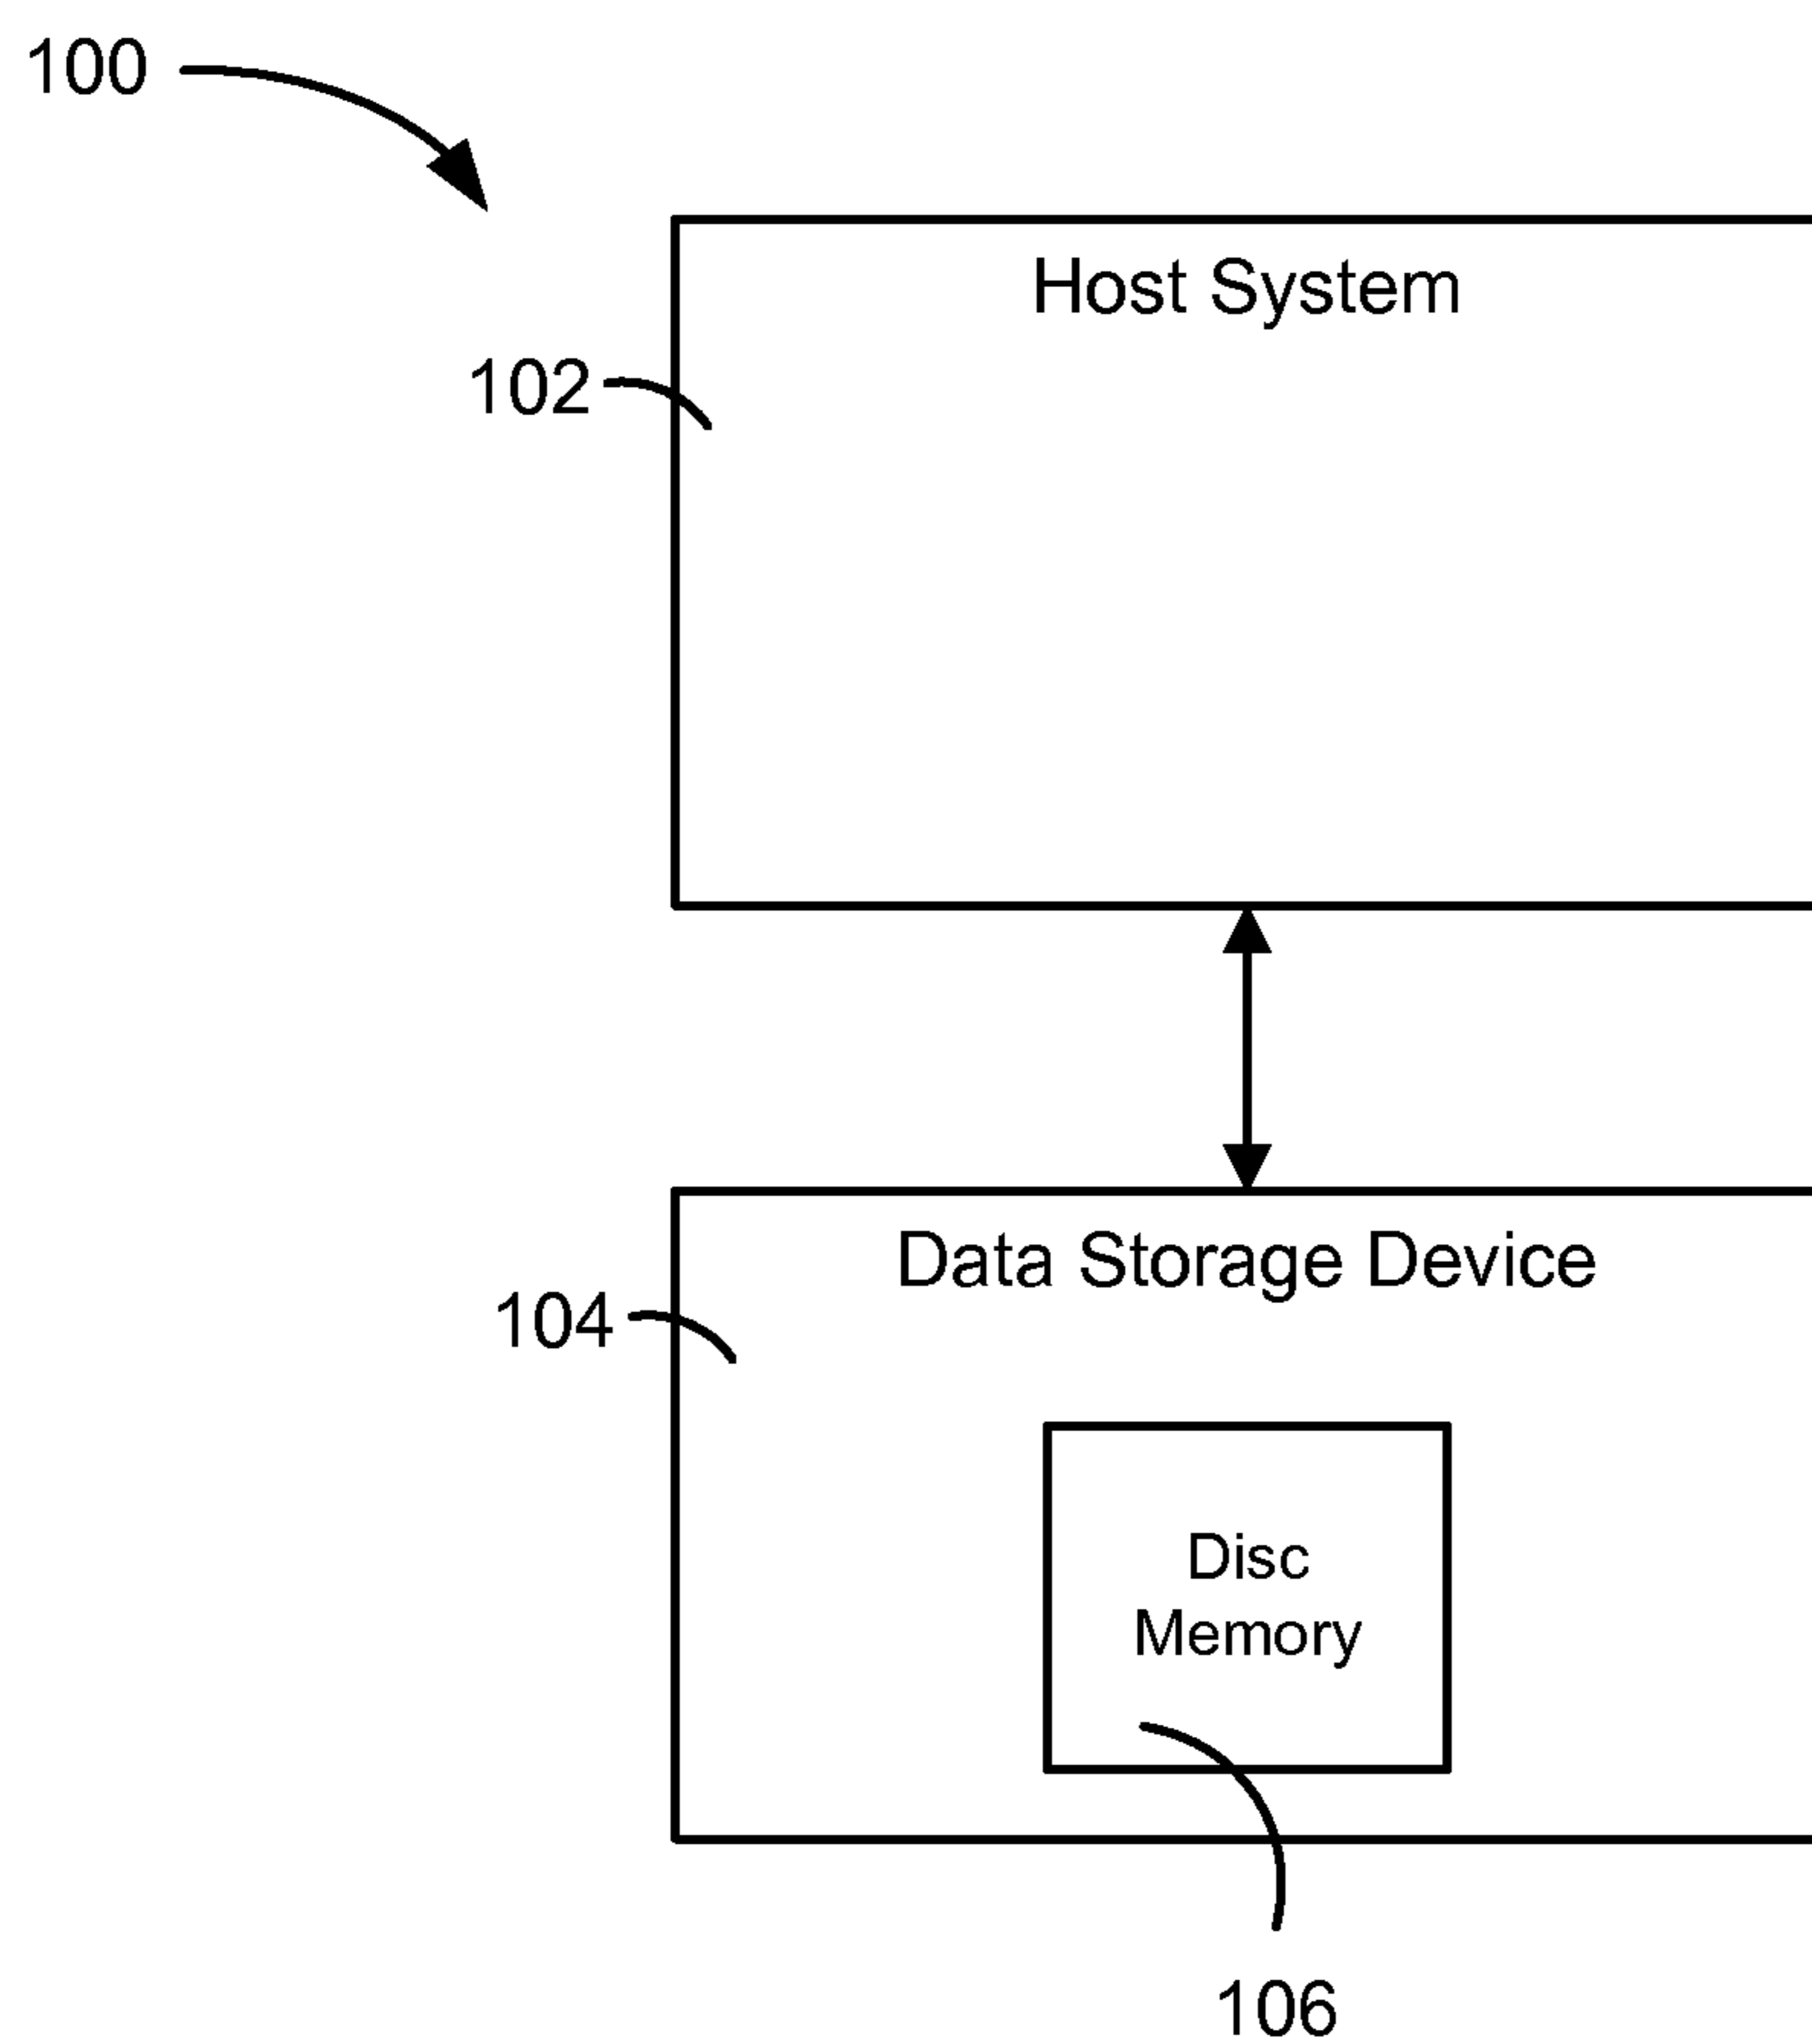 100
Host System
102
Data Storage Device
104
Disc
Memory
106